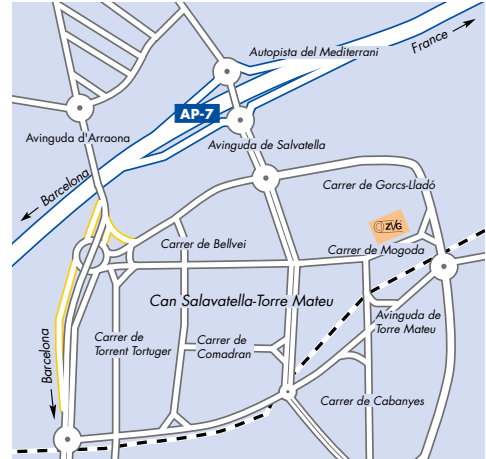 Autopista del Mediterrani
France
AP-7
Avinguda d'Arraona
Avinguda de Salvatella
Barcelona
Carrer de Gorcs-Lladó
ZVG
Carrer de Bellvei
Carrer de Mogoda
Can Salavatella-Torre Mateu
Avinguda de
Torre Mateu
Carrer de
Torrent Tortuger
Carrer de
Comadran
Barcelona
Carrer de Cabanyes